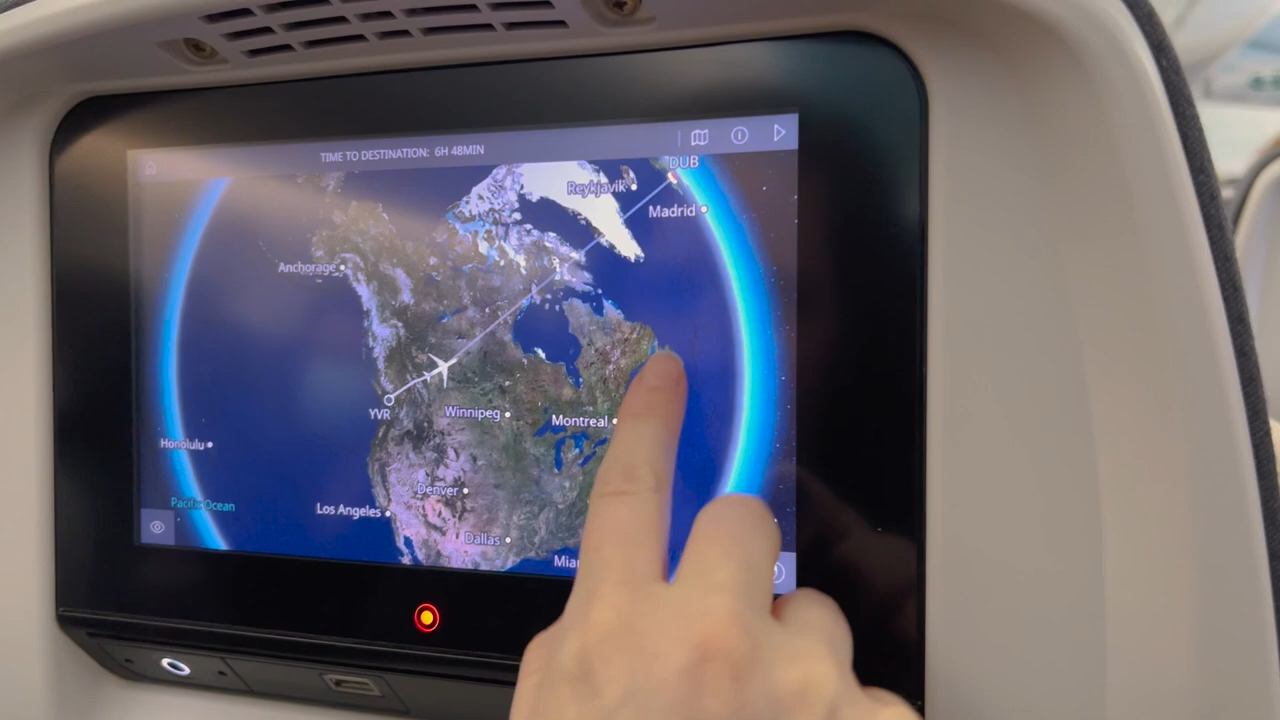 TIME TO DESTINATION: 6H 48MIN
DUB
Reykjavik
Madrid
Anchorage
YVR
Winnipeg
Montreal
Honolulu
Denver
Pacific Ocean
Los Angeles
Dallas